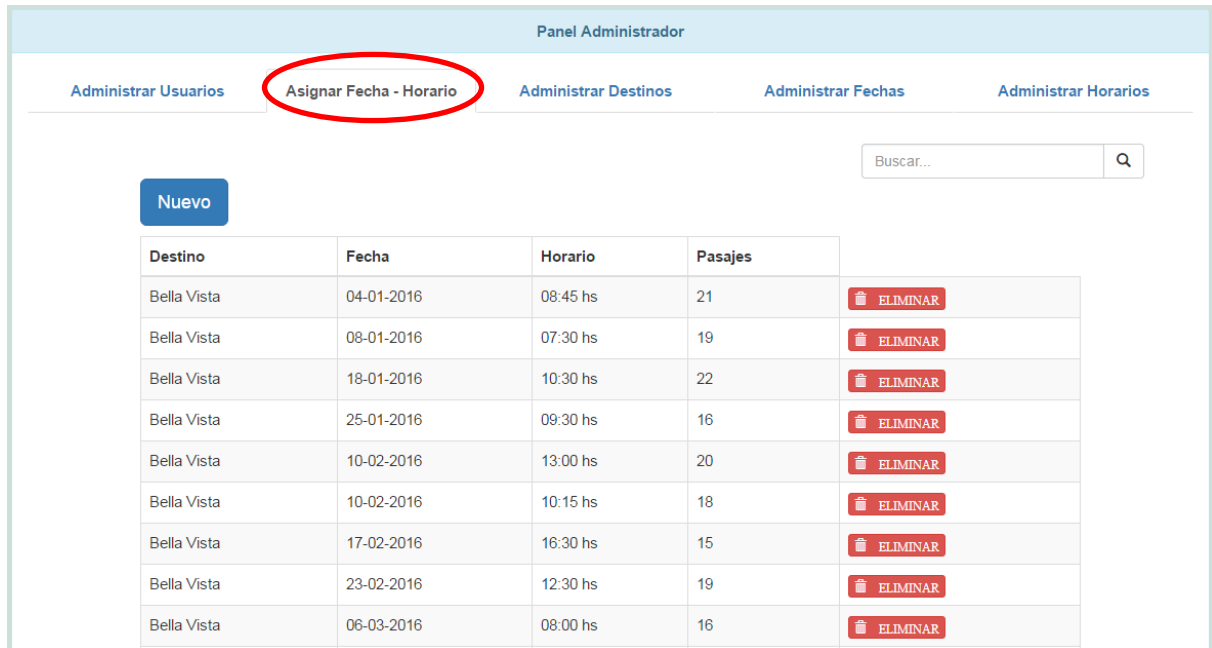 Panel Administrador
Administrar Usuarios Asignar Fecha - Horario Administrar Destinos Administrar Fechas Administrar Horarios
Buscar...
Nuevo
Destino Fecha Horario Pasajes
Bella Vista 04-01-2016 08:45 hs 21 ELIMINAR
Bella Vista 08-01-2016 07:30 hs 19 ELIMINAR
Bella Vista 18-01-2016 10:30 hs 22 ELIMINAR
Bella Vista 25-01-2016 09:30 hs 16 ELIMINAR
Bella Vista 10-02-2016 13:00 hs 20 ELIMINAR
Bella Vista 10-02-2016 10:15 hs 18 ELIMINAR
Bella Vista 17-02-2016 16:30 hs 15 ELIMINAR
Bella Vista 23-02-2016 12:30 hs 19 ELIMINAR
Bella Vista 06-03-2016 08:00 hs 16 ELIMINAR